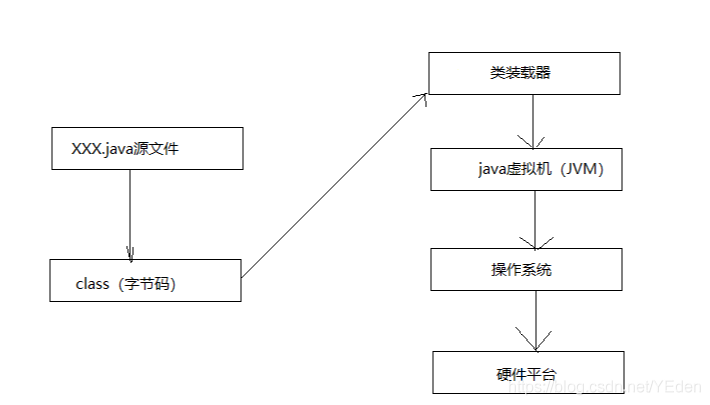 XXX.java源文件
class（字节码）
类装载器
java虚拟机（JVM）
操作系统
硬件平台
https://blog.csdn.net/YEden